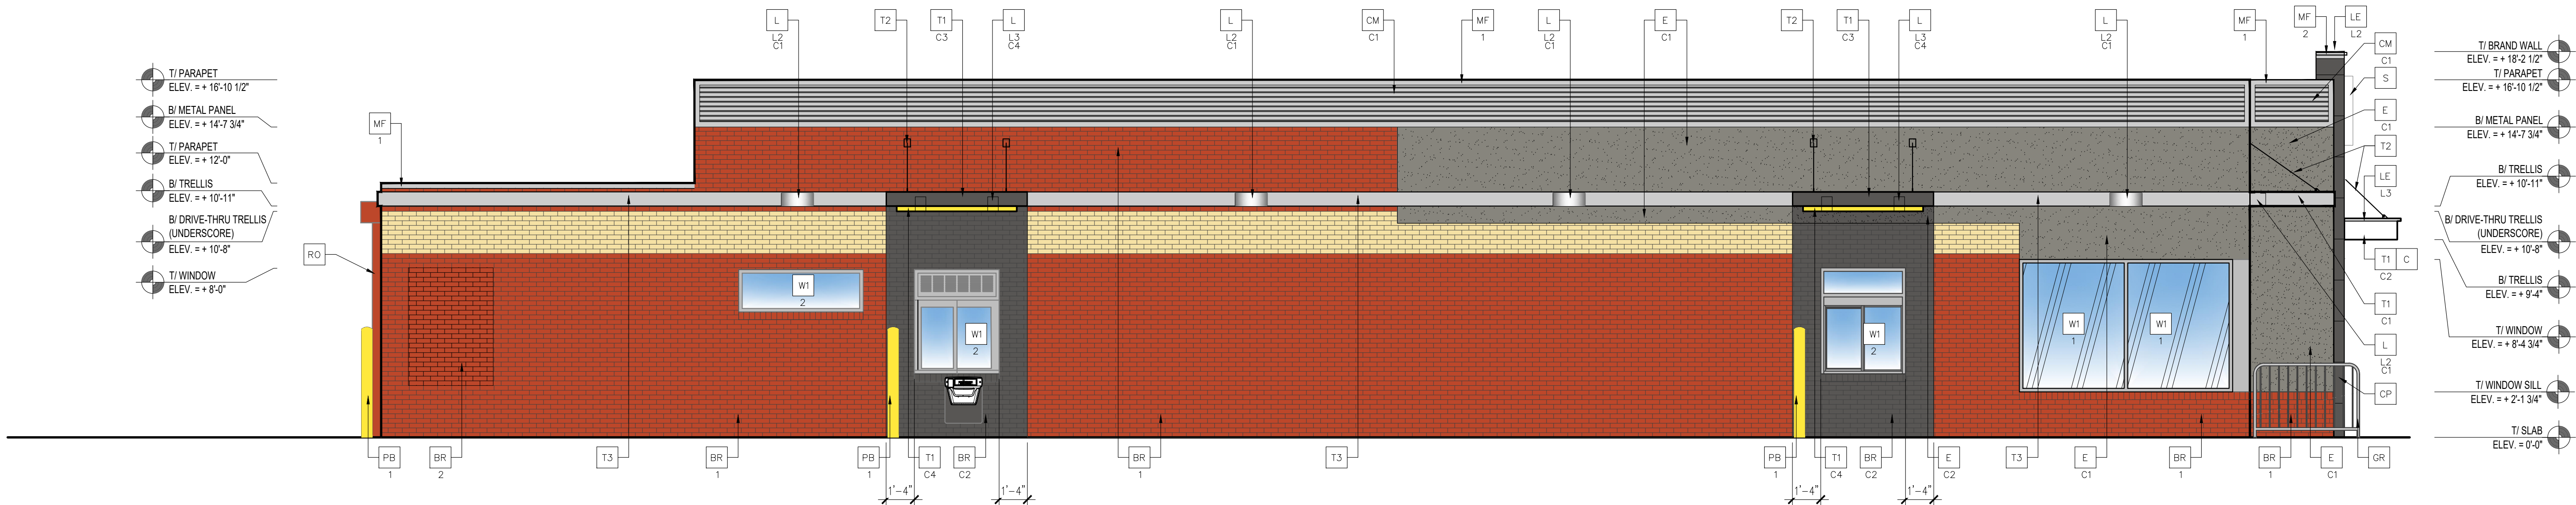 L
L2
C1
T2
T1
C3
L
L3
C4
L
L2
C1
CM
C1
MF
1
L
L2
C1
E
C1
T2
T1
C3
L
L3
C4
L
L2
C1
MF
1
MF
2
LE
L2
T/ PARAPET
ELEV. = + 16'-10 1/2"
B/ METAL PANEL
ELEV. = + 14'-7 3/4"
T/ PARAPET
ELEV. = + 12'-0"
B/ TRELLIS
ELEV. = + 10'-11"
B/ DRIVE-THRU TRELLIS
(UNDERSCORE)
ELEV. = + 10'-8"
T/ WINDOW
ELEV. = + 8'-0"
MF
1
RO
W1
2
W1
2
W1
2
W1
1
W1
1
CM
C1
S
E
C1
T2
LE
L3
T1 C
C2
T1
C1
L
L2
C1
CP
T/ BRAND WALL
ELEV. = + 18'-2 1/2"
T/ PARAPET
ELEV. = + 16'-10 1/2"
B/ METAL PANEL
ELEV. = + 14'-7 3/4"
B/ TRELLIS
ELEV. = + 10'-11"
B/ DRIVE-THRU TRELLIS
(UNDERSCORE)
ELEV. = + 10'-8"
B/ TRELLIS
ELEV. = + 9'-4"
T/ WINDOW
ELEV. = + 8'-4 3/4"
T/ WINDOW SILL
ELEV. = + 2'-1 3/4"
T/ SLAB
ELEV. = 0'-0"
PB
1
BR
2
T3
BR
1
PB
1
T1
C4
BR
C2
BR
1
T3
PB
1
T1
C4
BR
C2
E
C2
T3
E
C1
BR
1
BR
1
E
C1
GR
1'-4"
1'-4"
1'-4"
1'-4"